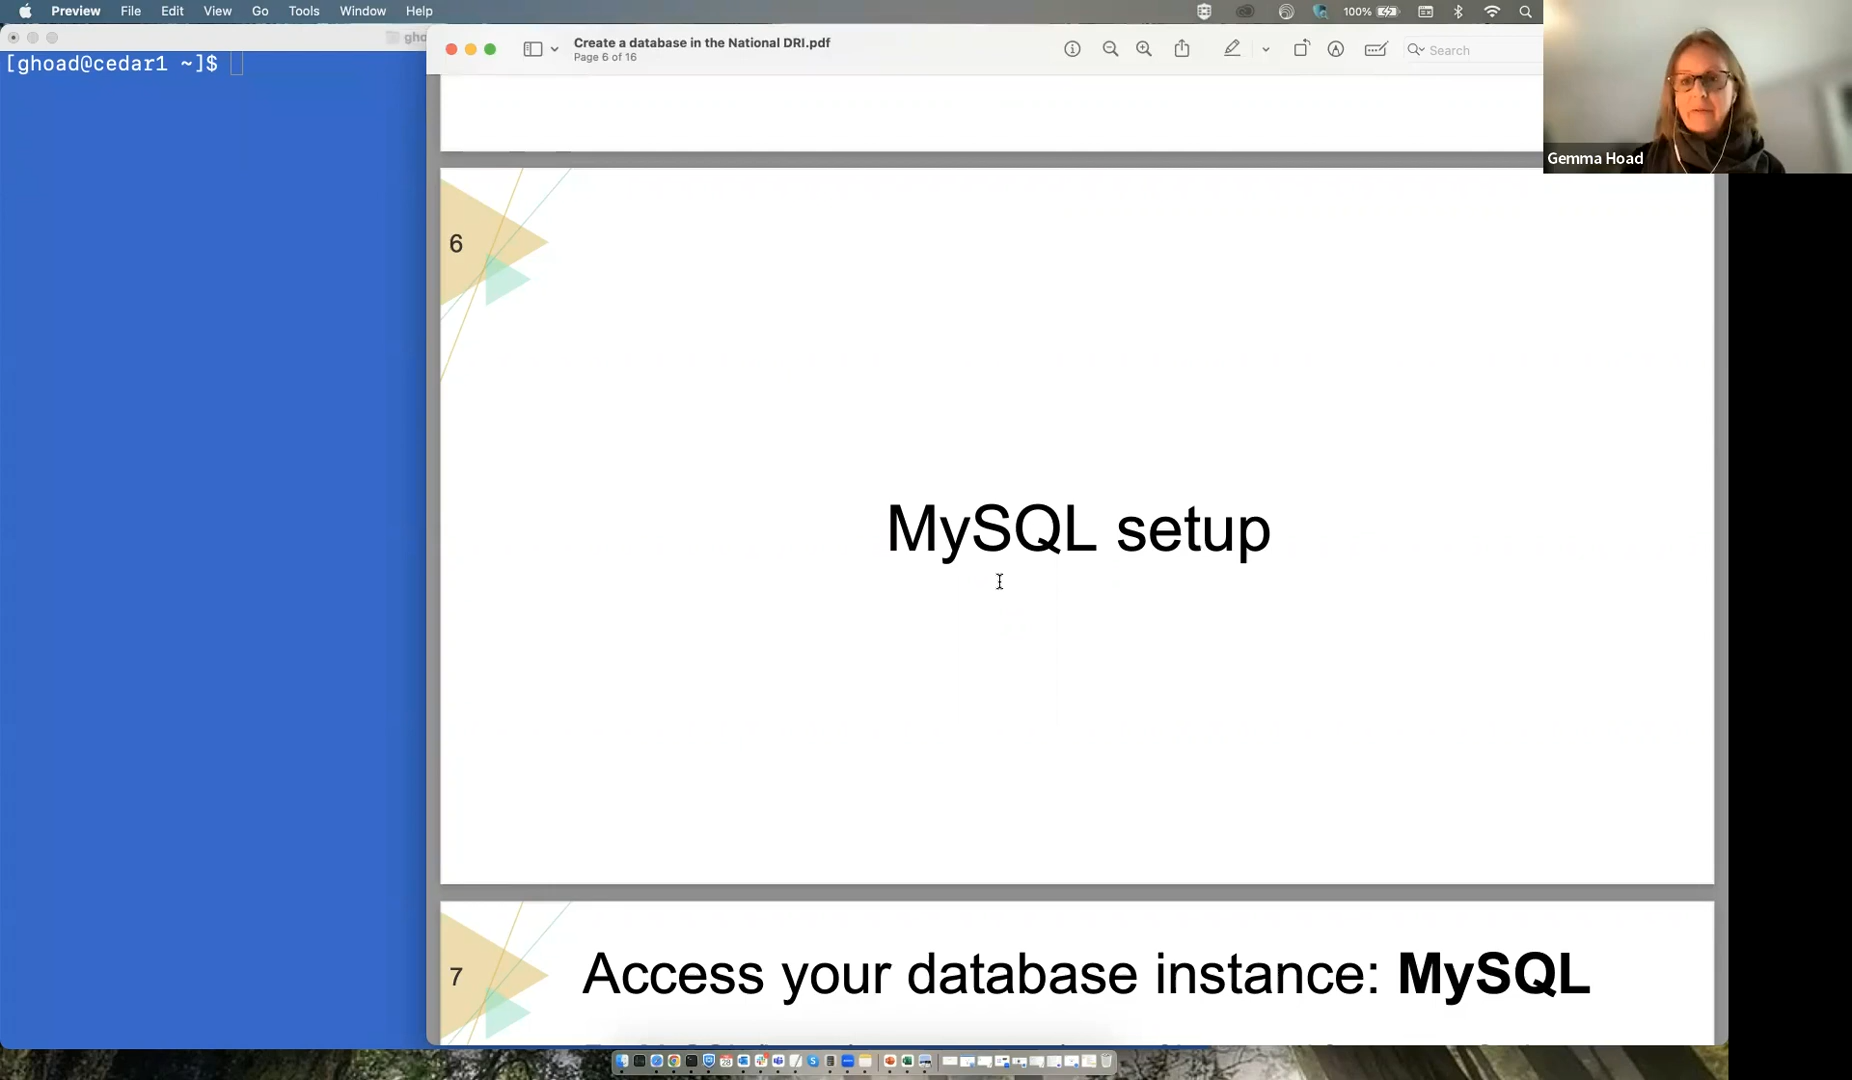 Preview File Edit View Go Tools Window Help
100%
gho
[ghoad@cedar1 ~]$
Create a database in the National DRI.pdf
Page 6 of 16
Search
Gemma Hoad
6
MySQL setup
7
Access your database instance: MySQL